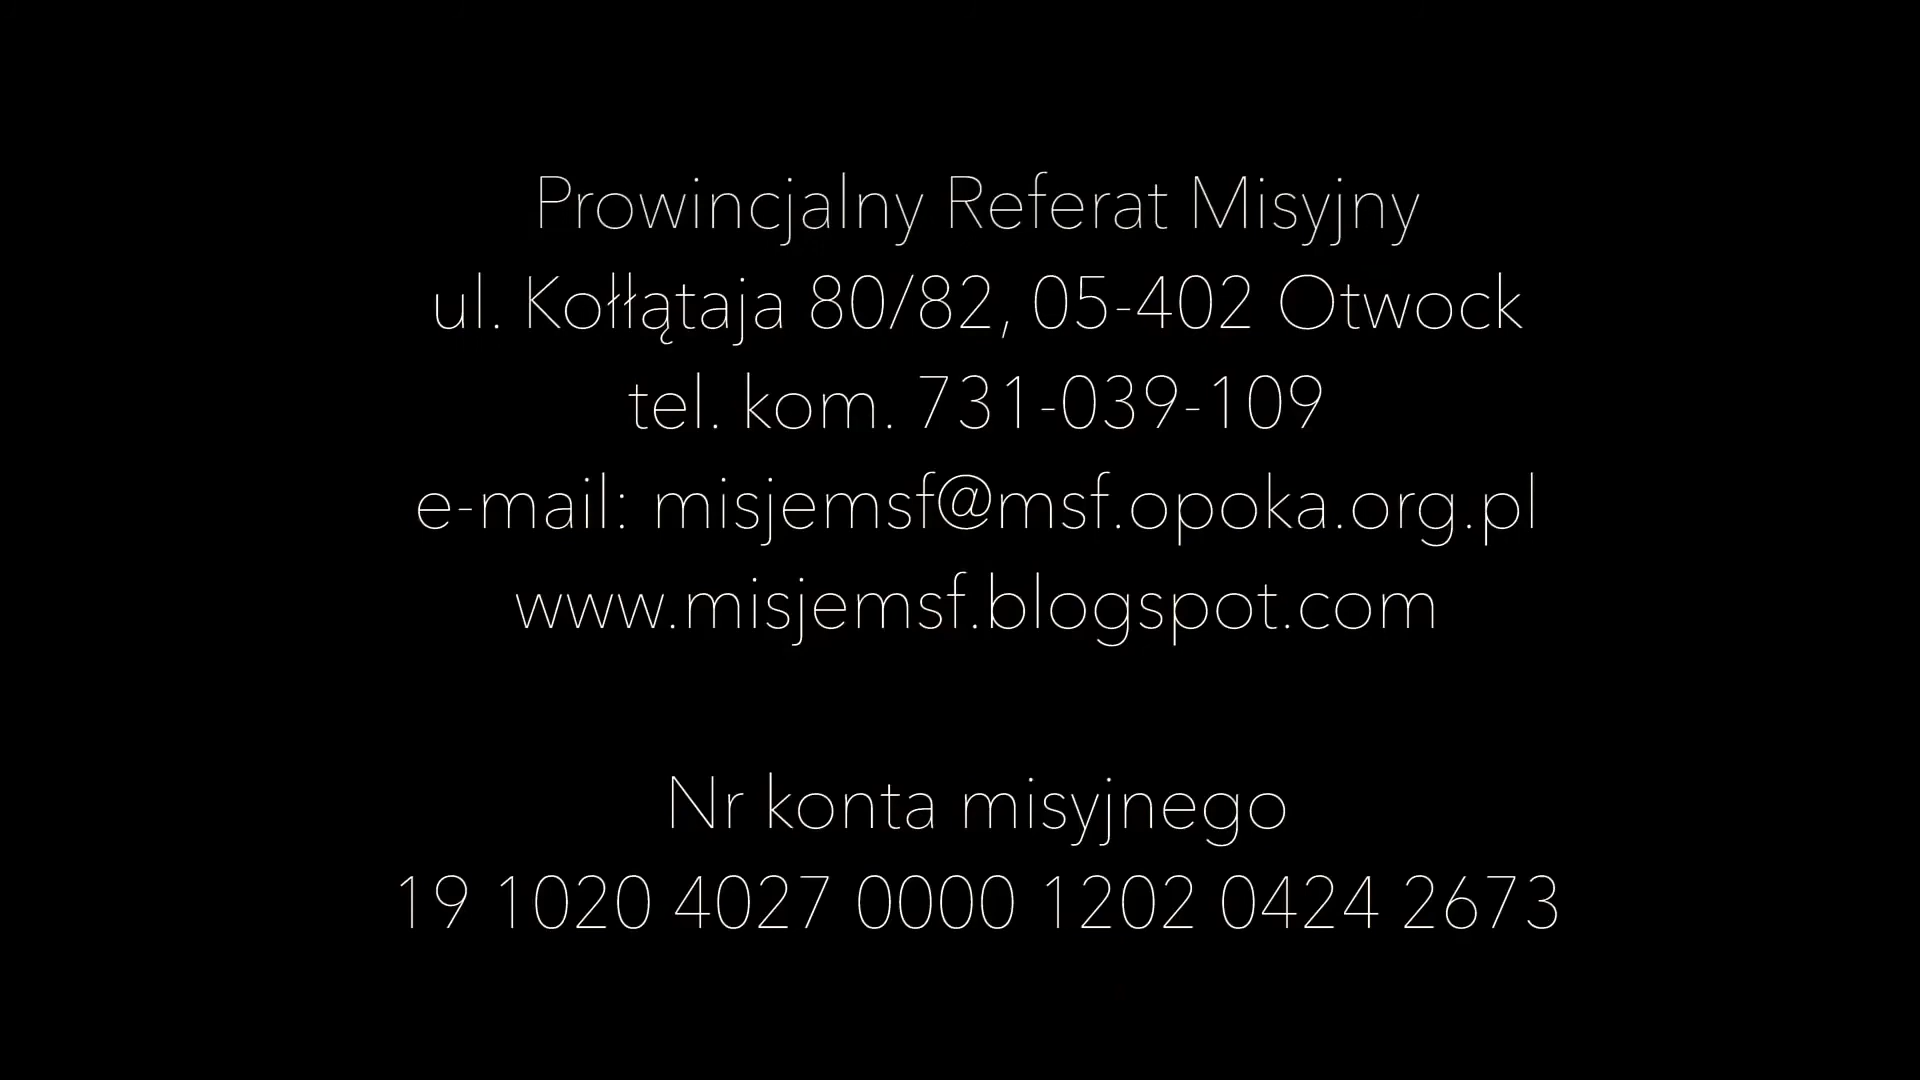 Prowincjalny Referat Misyjny
ul. Kołłątaja 80/82, 05-402 Otwock
tel. kom. 731-039-109
e-mail: misjemsf@msf.opoka.org.pl
www.misjemsf.blogspot.com
Nr konta misyjnego
19 1020 4027 0000 1202 0424 2673